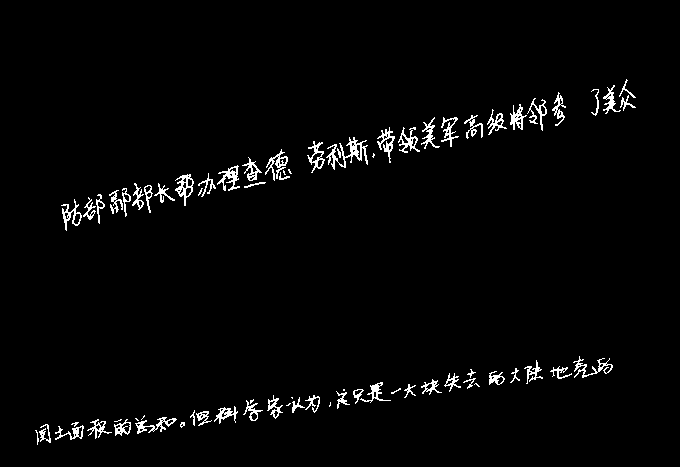 防部副部长帮办理查德 劳利斯,带领美军高级将领参 了美众
国土面积的总和。但科学家认为,这只是一大块失去的大陆地壳的